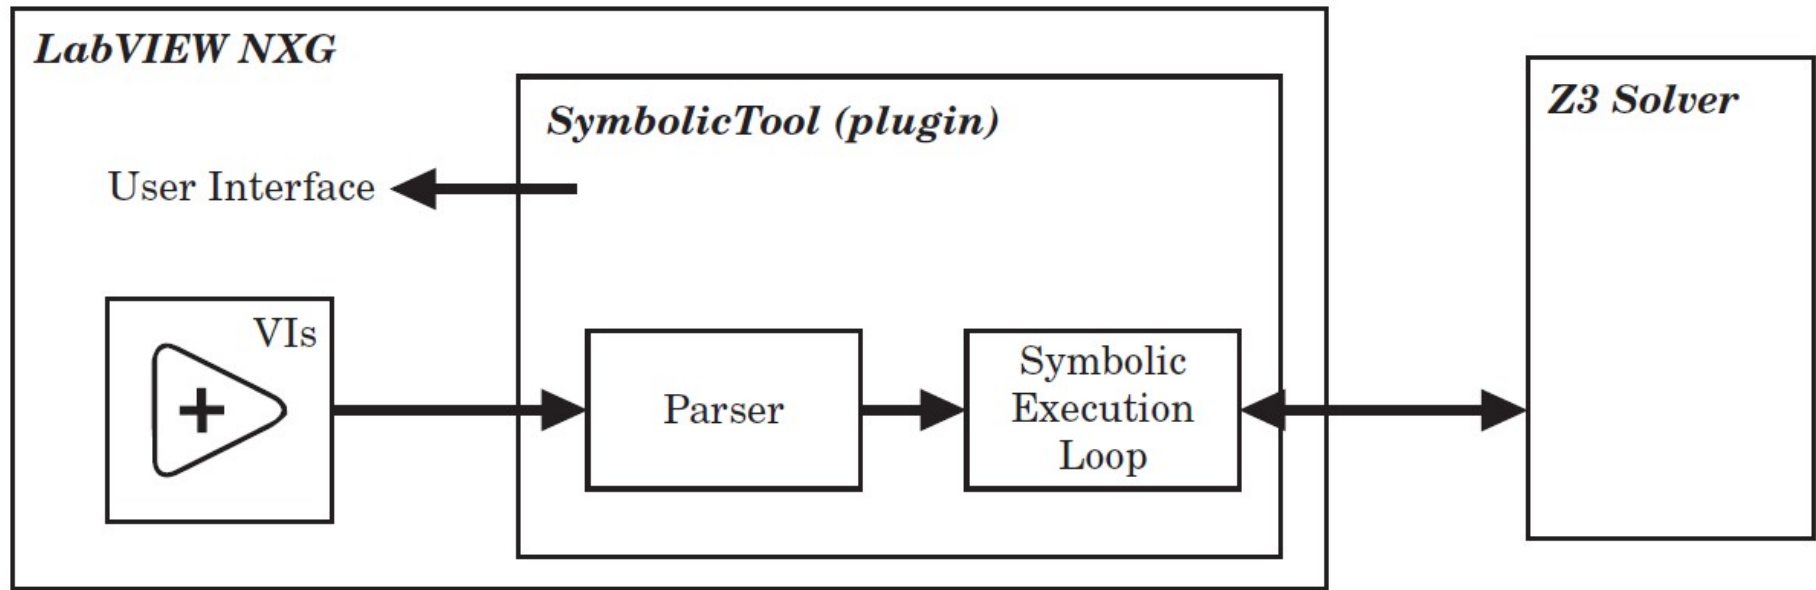 LabVIEW NXG
SymbolicTool (plugin)
Z3 Solver
User Interface
VIs
+
Parser
Symbolic
Execution
Loop